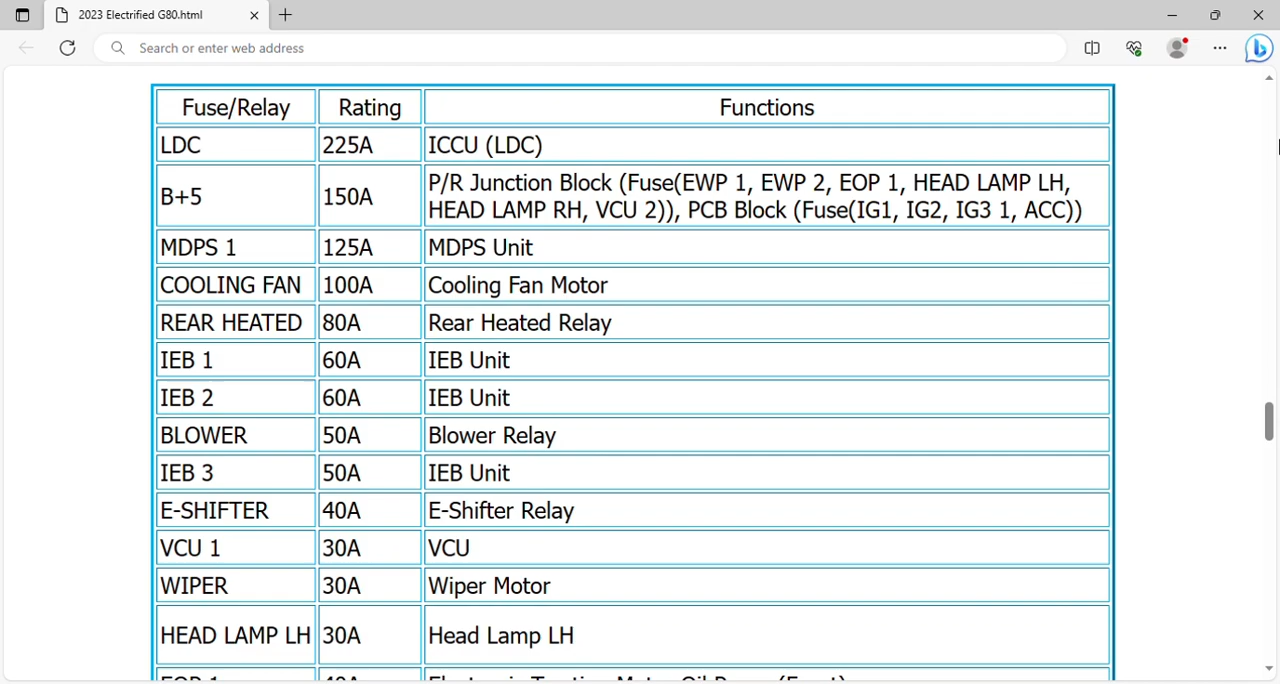 2023 Electrified G80.html
Search or enter web address
Fuse/Relay Rating Functions
LDC 225A ICCU (LDC)
B+5 150A P/R Junction Block (Fuse(EWP 1, EWP 2, EOP 1, HEAD LAMP LH,
HEAD LAMP RH, VCU 2)), PCB Block (Fuse(IG1, IG2, IG3 1, ACC))
MDPS 1 125A MDPS Unit
COOLING FAN 100A Cooling Fan Motor
REAR HEATED 80A Rear Heated Relay
IEB 1 60A IEB Unit
IEB 2 60A IEB Unit
BLOWER 50A Blower Relay
IEB 3 50A IEB Unit
E-SHIFTER 40A E-Shifter Relay
VCU 1 30A VCU
WIPER 30A Wiper Motor
HEAD LAMP LH 30A Head Lamp LH